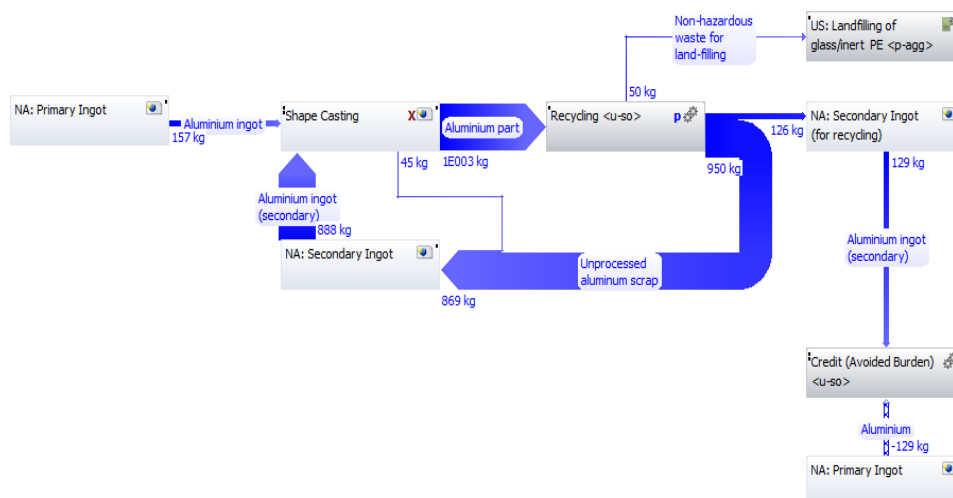 Non-hazardous
waste for
land-filling
US: Landfilling of
glass/inert PE <p-agg>
50 kg
NA: Primary Ingot
Aluminium ingot
157 kg
Shape Casting
X
Aluminium part
1E003 kg
45 kg
Recycling <u-so>
p
126 kg
950 kg
NA: Secondary Ingot
(for recycling)
129 kg
Aluminium ingot
(secondary)
888 kg
NA: Secondary Ingot
869 kg
Unprocessed
aluminum scrap
Aluminium ingot
(secondary)
Credit (Avoided Burden)
<u-so>
Aluminium
-129 kg
NA: Primary Ingot